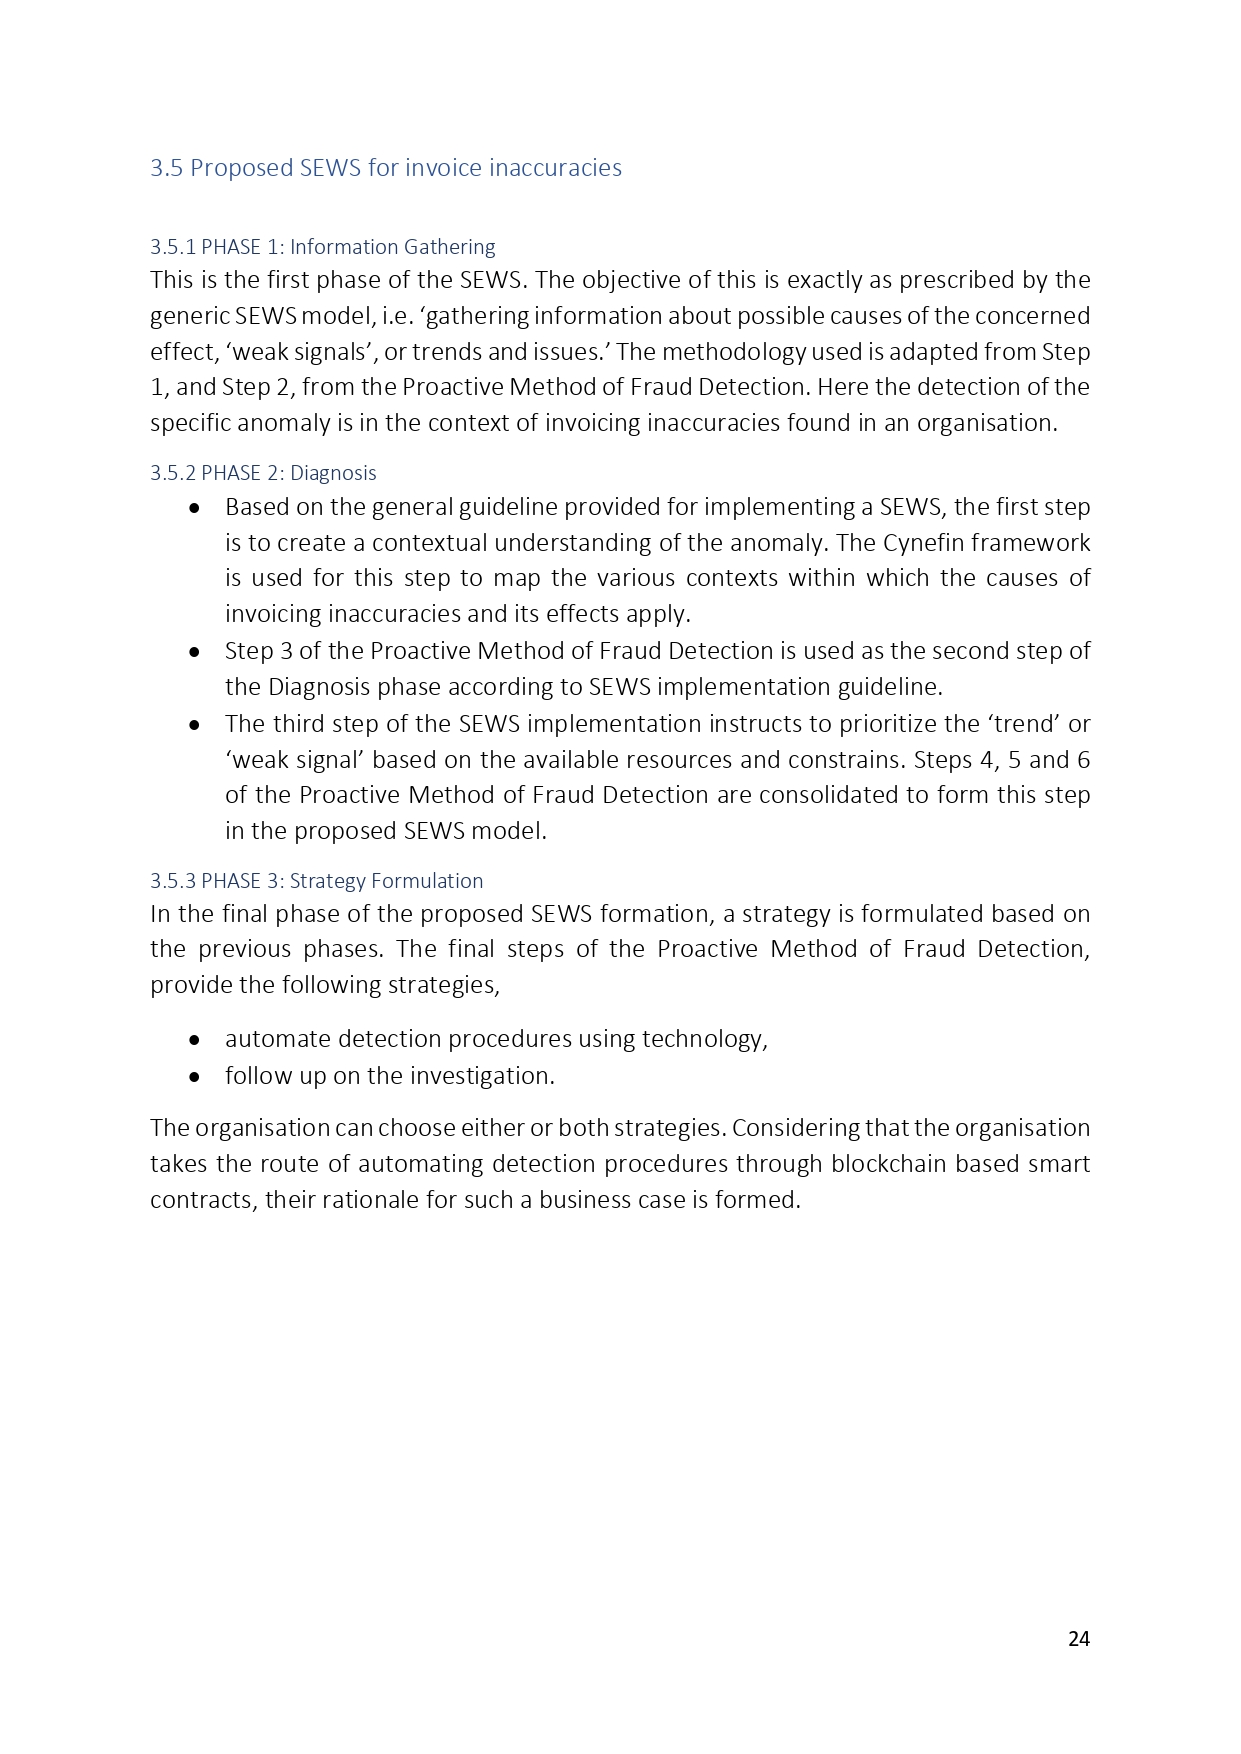 3.5 Proposed SEWS for invoice inaccuracies
3.5.1 PHASE 1: Information Gathering
This is the first phase of the SEWS. The objective of this is exactly as prescribed by the
generic SEWS model, i.e. ‘gathering information about possible causes of the concerned
effect, ‘weak signals’, or trends and issues.’ The methodology used is adapted from Step
1, and Step 2, from the Proactive Method of Fraud Detection. Here the detection of the
specific anomaly is in the context of invoicing inaccuracies found in an organisation.
3.5.2 PHASE 2: Diagnosis
• Based on the general guideline provided for implementing a SEWS, the first step
is to create a contextual understanding of the anomaly. The Cynefin framework
is used for this step to map the various contexts within which the causes of
invoicing inaccuracies and its effects apply.
• Step 3 of the Proactive Method of Fraud Detection is used as the second step of
the Diagnosis phase according to SEWS implementation guideline.
• The third step of the SEWS implementation instructs to prioritize the ‘trend’ or
‘weak signal’ based on the available resources and constrains. Steps 4, 5 and 6
of the Proactive Method of Fraud Detection are consolidated to form this step
in the proposed SEWS model.
3.5.3 PHASE 3: Strategy Formulation
In the final phase of the proposed SEWS formation, a strategy is formulated based on
the previous phases. The final steps of the Proactive Method of Fraud Detection,
provide the following strategies,
• automate detection procedures using technology,
• follow up on the investigation.
The organisation can choose either or both strategies. Considering that the organisation
takes the route of automating detection procedures through blockchain based smart
contracts, their rationale for such a business case is formed.
24